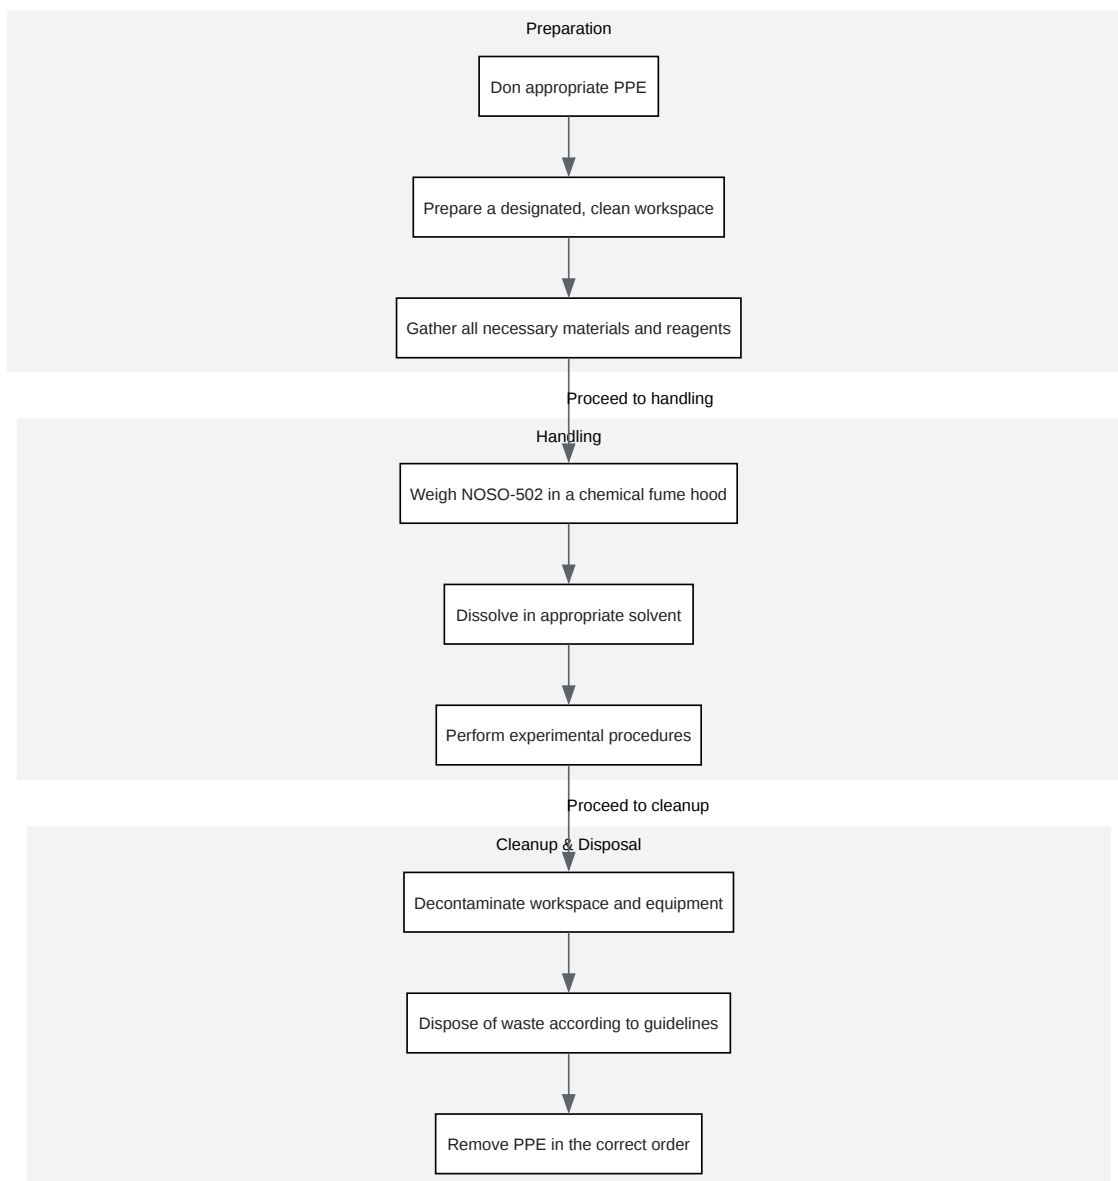 Preparation
Don appropriate PPE
Prepare a designated, clean workspace
Gather all necessary materials and reagents
Proceed to handling
Handling
Weigh NOSO-502 in a chemical fume hood
Dissolve in appropriate solvent
Perform experimental procedures
Proceed to cleanup
Cleanup & Disposal
Decontaminate workspace and equipment
Dispose of waste according to guidelines
Remove PPE in the correct order